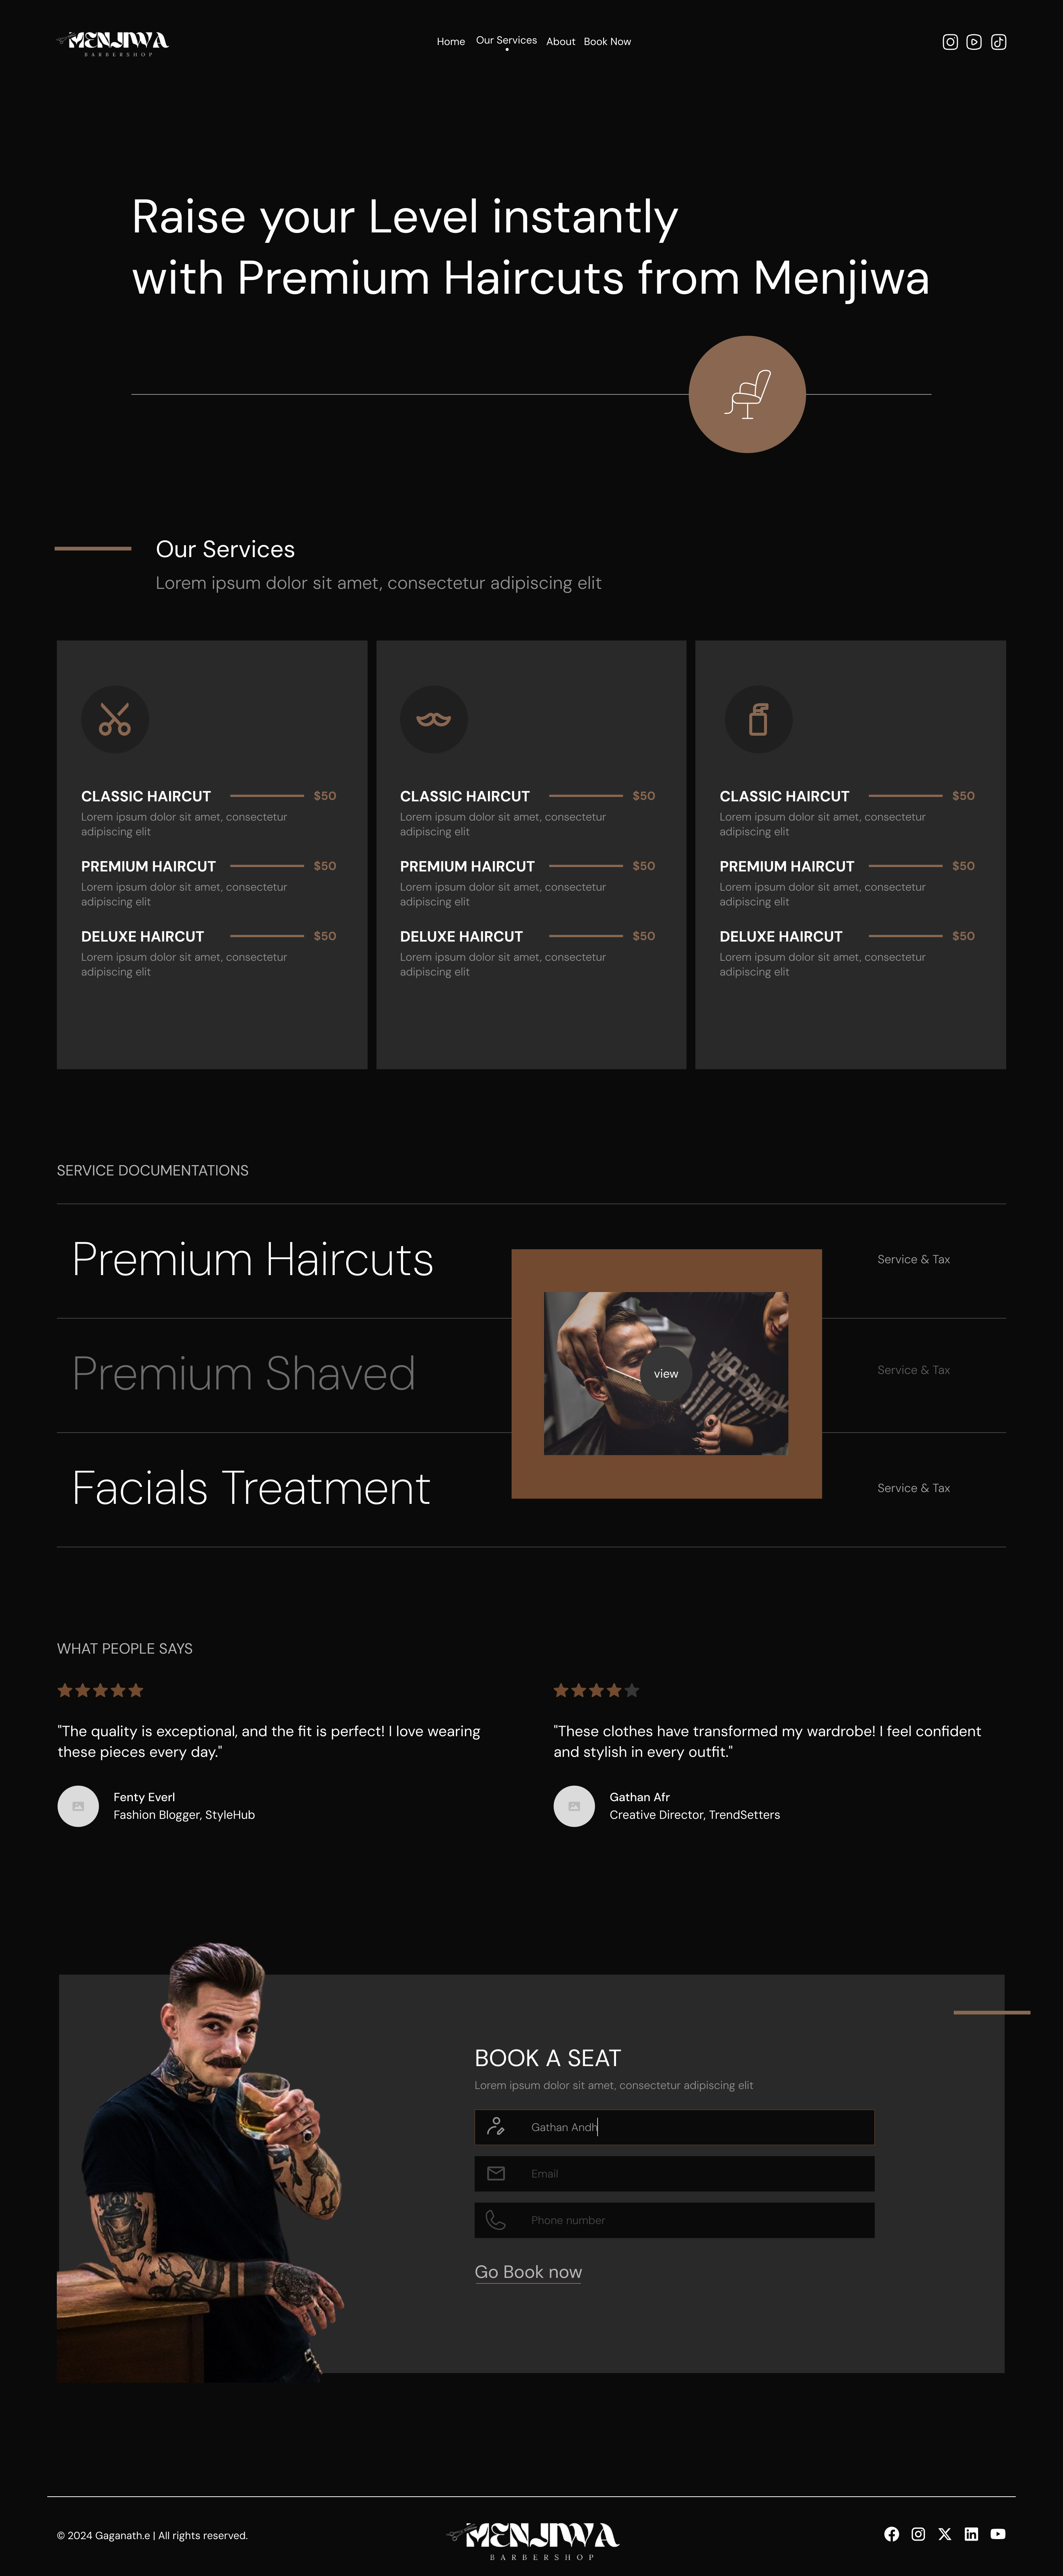 MENJIWA
BARBERSHOP
Home Our Services About Book Now
Raise your Level instantly
with Premium Haircuts from Menjiwa
Our Services
Lorem ipsum dolor sit amet, consectetur adipiscing elit
CLASSIC HAIRCUT $50
Lorem ipsum dolor sit amet, consectetur
adipiscing elit
PREMIUM HAIRCUT $50
Lorem ipsum dolor sit amet, consectetur
adipiscing elit
DELUXE HAIRCUT $50
Lorem ipsum dolor sit amet, consectetur
adipiscing elit
CLASSIC HAIRCUT $50
Lorem ipsum dolor sit amet, consectetur
adipiscing elit
PREMIUM HAIRCUT $50
Lorem ipsum dolor sit amet, consectetur
adipiscing elit
DELUXE HAIRCUT $50
Lorem ipsum dolor sit amet, consectetur
adipiscing elit
CLASSIC HAIRCUT $50
Lorem ipsum dolor sit amet, consectetur
adipiscing elit
PREMIUM HAIRCUT $50
Lorem ipsum dolor sit amet, consectetur
adipiscing elit
DELUXE HAIRCUT $50
Lorem ipsum dolor sit amet, consectetur
adipiscing elit
SERVICE DOCUMENTATIONS
Premium Haircuts
Service & Tax
Premium Shaved
view
Service & Tax
Facials Treatment
Service & Tax
WHAT PEOPLE SAYS
"The quality is exceptional, and the fit is perfect! I love wearing
these pieces every day."
Fenty Everl
Fashion Blogger, StyleHub
"These clothes have transformed my wardrobe! I feel confident
and stylish in every outfit."
Gathan Afr
Creative Director, TrendSetters
BOOK A SEAT
Lorem ipsum dolor sit amet, consectetur adipiscing elit
Gathan Andh
Email
Phone number
Go Book now
© 2024 Gaganath.e | All rights reserved.
MENJIWA
BARBERSHOP